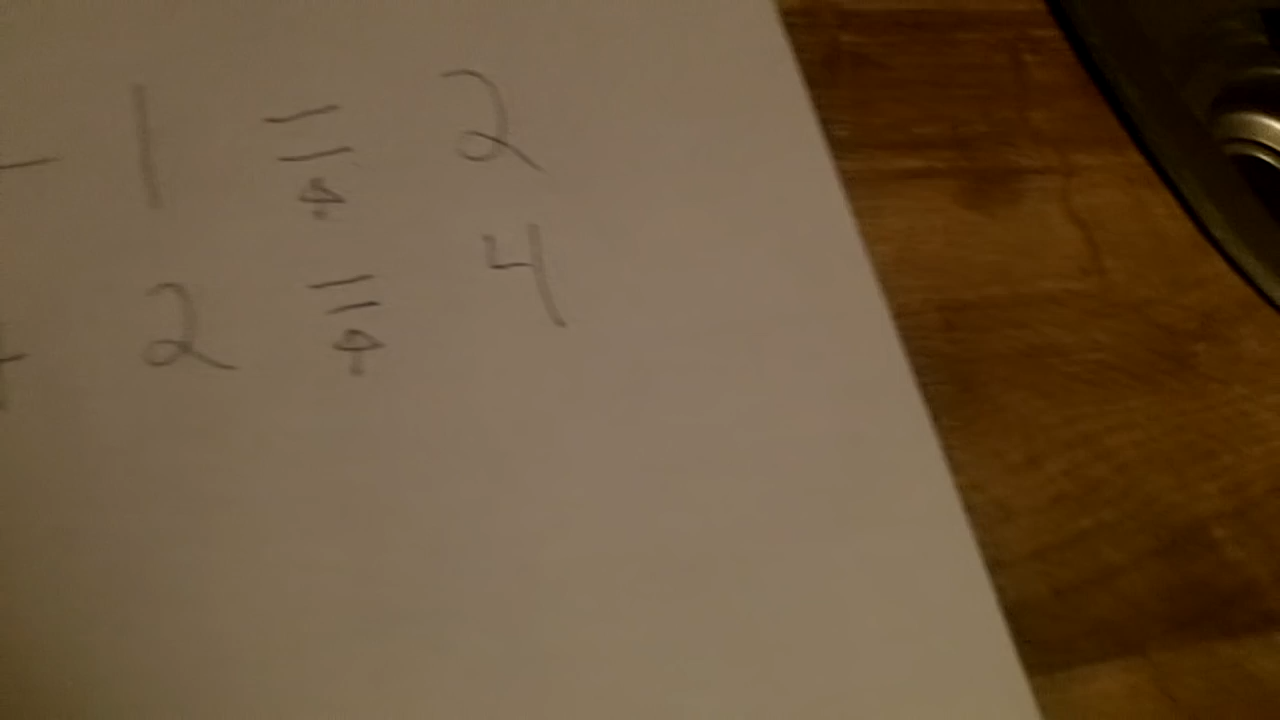 + 1 = 2
+ 2 = 4